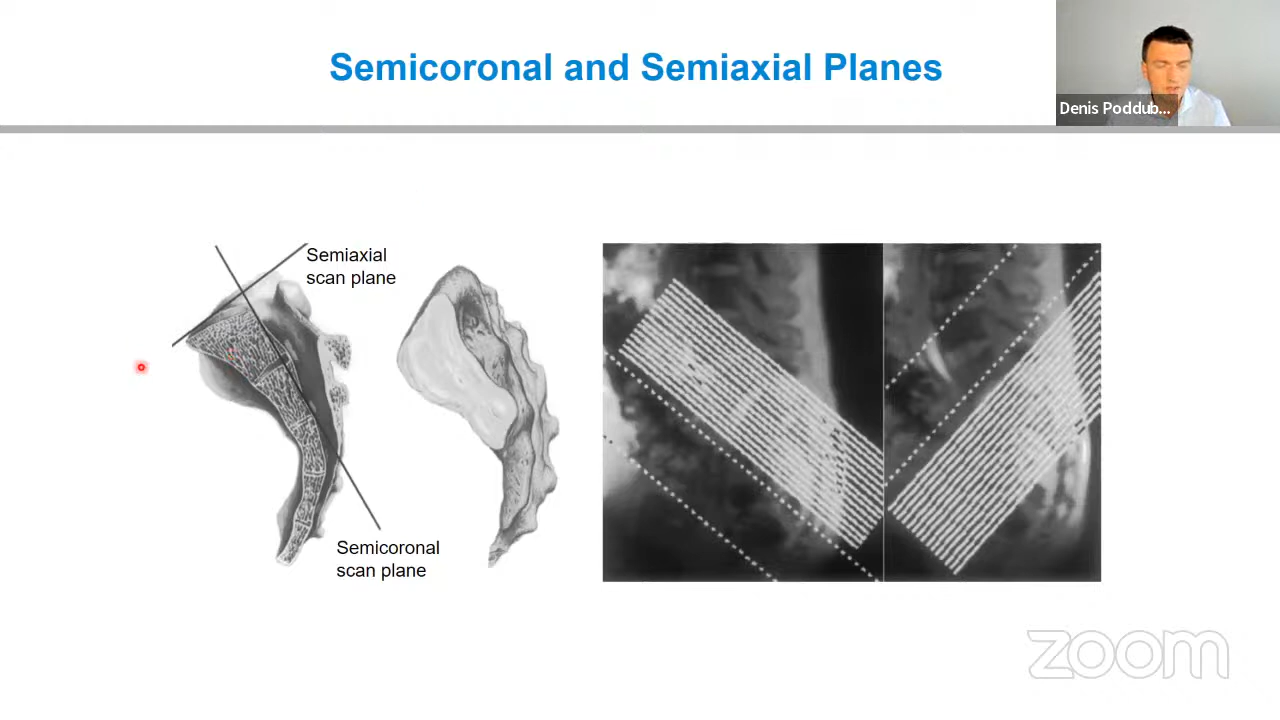 Semicoronal and Semiaxial Planes
Denis Poddub...
Semiaxial
scan plane
Semicoronal
scan plane
zoom